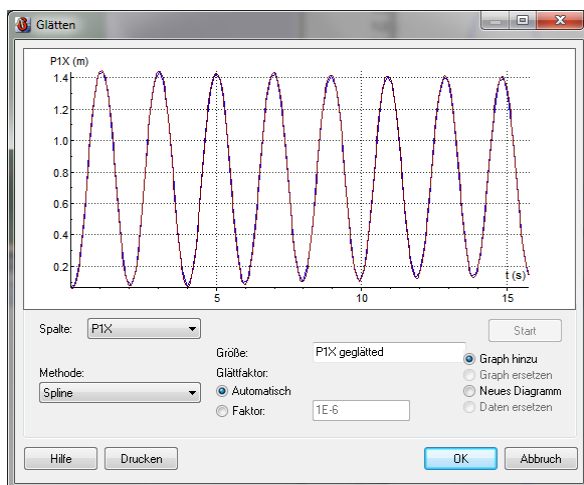 Glätten
P1X (m)
1.4
1.2
1.0
0.8
0.6
0.4
0.2
t (s)
5
10
15
Spalte:
P1X
Start
Größe:
P1X geglätted
Graph hinzu
Methode:
Glättfaktor:
Graph ersetzen
Spline
Automatisch
Neues Diagramm
Faktor:
1E-6
Daten ersetzen
Hilfe
Drucken
OK
Abbruch